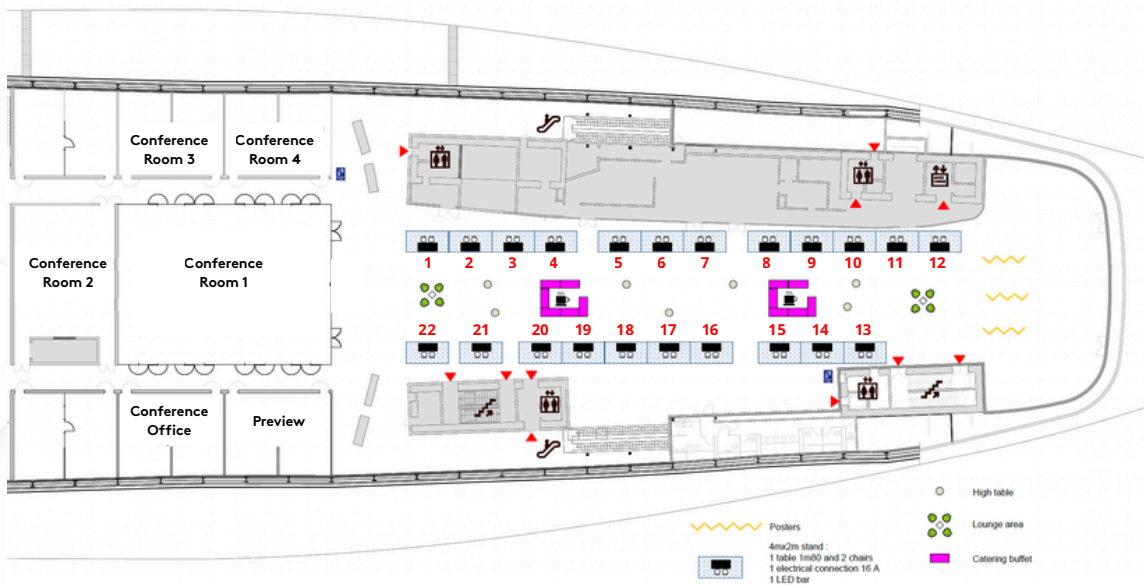 Conference
Room 3
Conference
Room 4
Conference
Room 2
Conference
Room 1
1 2 3 4 5 6 7 8 9 10 11 12
22 21 20 19 18 17 16 15 14 13
Conference
Office
Preview
High table
Lounge area
Catering buffet
Posters
4mx2m stand :
1 table 1m80 and 2 chairs
1 electrical connection 16 A
1 LED bar